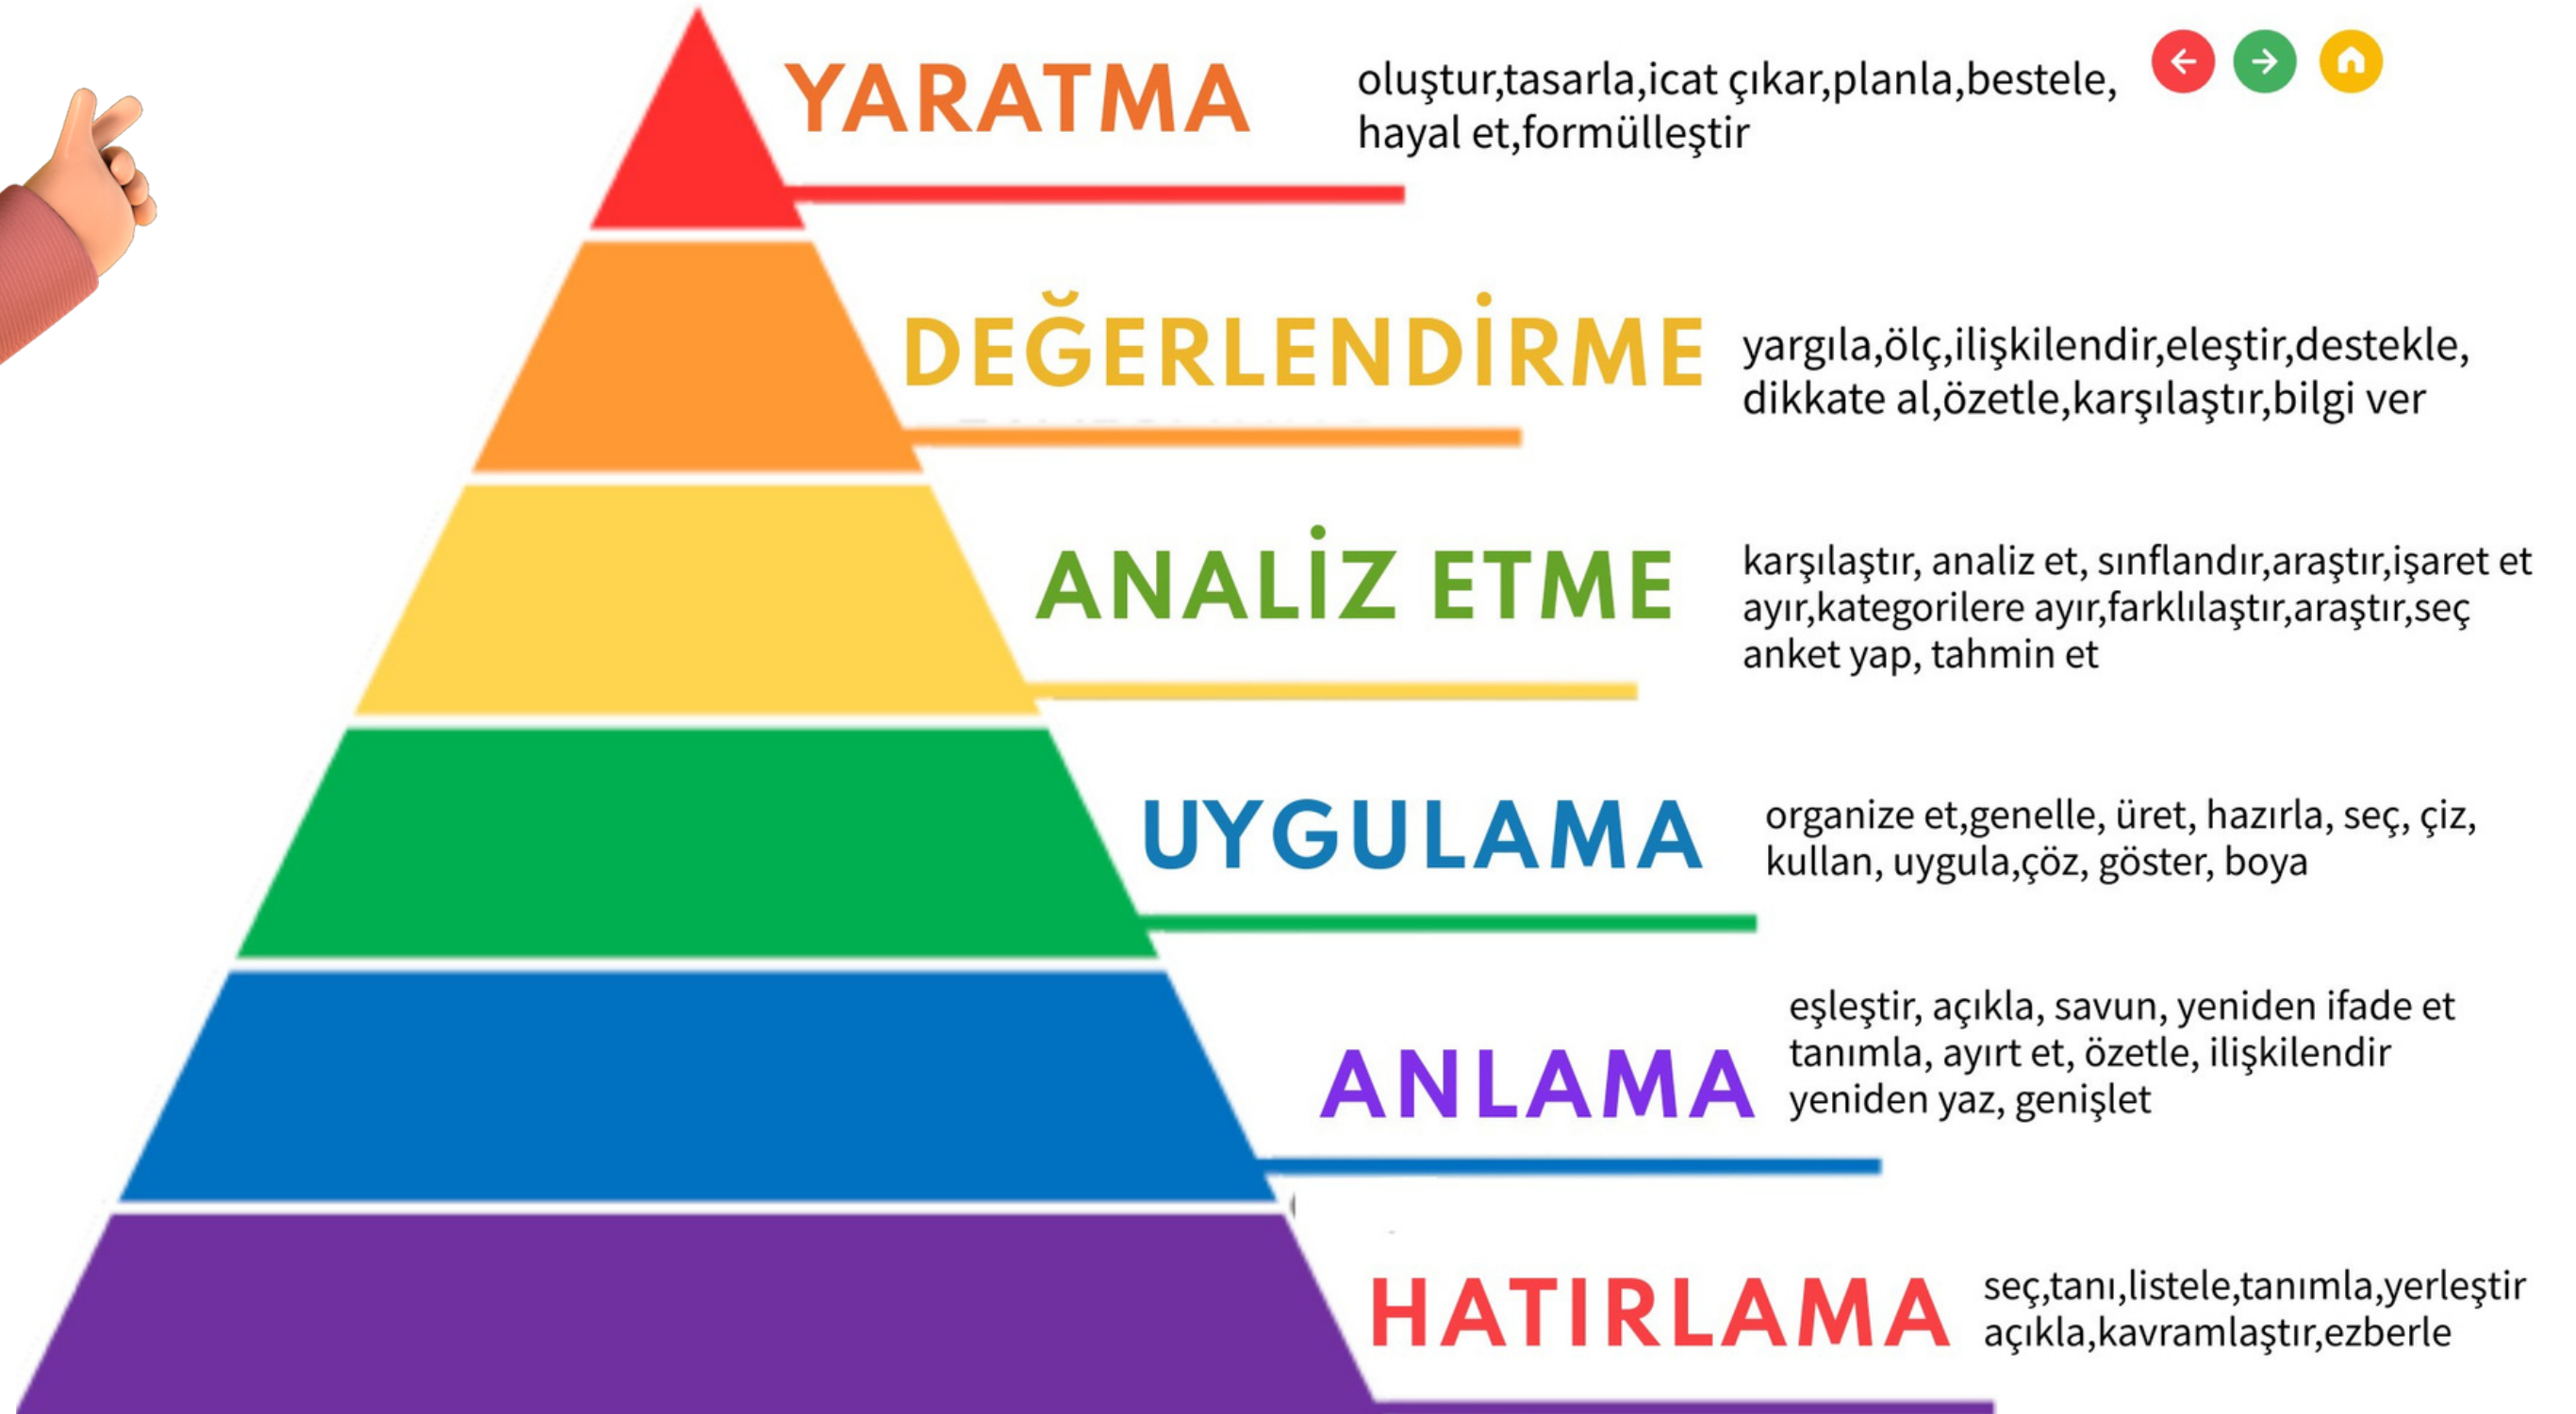 YARATMA
oluştur,tasarla,icat çıkar,planla,bestele,
hayal et,formülleştir
DEĞERLENDİRME
yargıla,ölç,ilişkilendir,eleştir,destekle,
dikkate al,özetle,karşılaştır,bilgi ver
ANALİZ ETME
karşılaştır, analiz et, sınflandır,araştır,işaret et
ayır,kategorilere ayır,farklılaştır,araştır,seç
anket yap, tahmin et
UYGULAMA
organize et,genelle, üret, hazırla, seç, çiz,
kullan, uygula,çöz, göster, boya
ANLAMA
eşleştir, açıkla, savun, yeniden ifade et
tanımla, ayırt et, özetle, ilişkilendir
yeniden yaz, genişlet
HATIRLAMA
seç,tanı,listele,tanımla,yerleştir
açıkla,kavramlaştır,ezberle